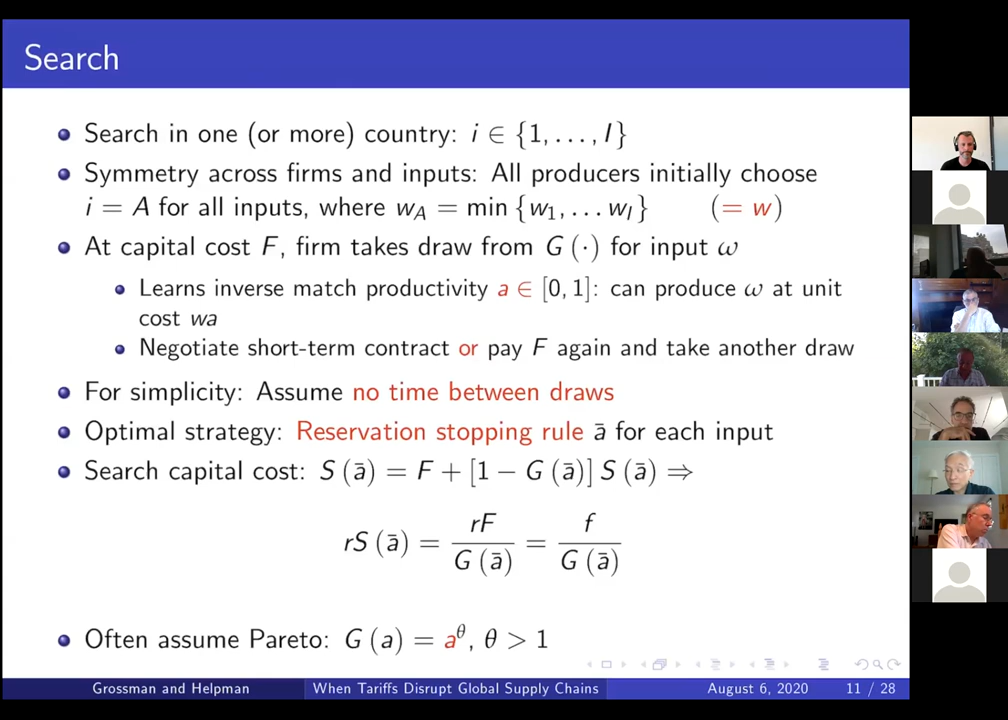 Search
Search in one (or more) country: i ∈ {1, . . . , I}
Symmetry across firms and inputs: All producers initially choose
i = A for all inputs, where w_A = min {w_1, . . . w_I} (= w)
At capital cost F, firm takes draw from G (·) for input ω
Learns inverse match productivity a ∈ [0, 1]: can produce ω at unit
cost wa
Negotiate short-term contract or pay F again and take another draw
For simplicity: Assume no time between draws
Optimal strategy: Reservation stopping rule ā for each input
Search capital cost: S (ā) = F + [1 − G (ā)] S (ā) ⇒
rS (ā) = rF / G (ā) = f / G (ā)
Often assume Pareto: G (a) = a^θ, θ > 1
Grossman and Helpman When Tariffs Disrupt Global Supply Chains August 6, 2020 11 / 28